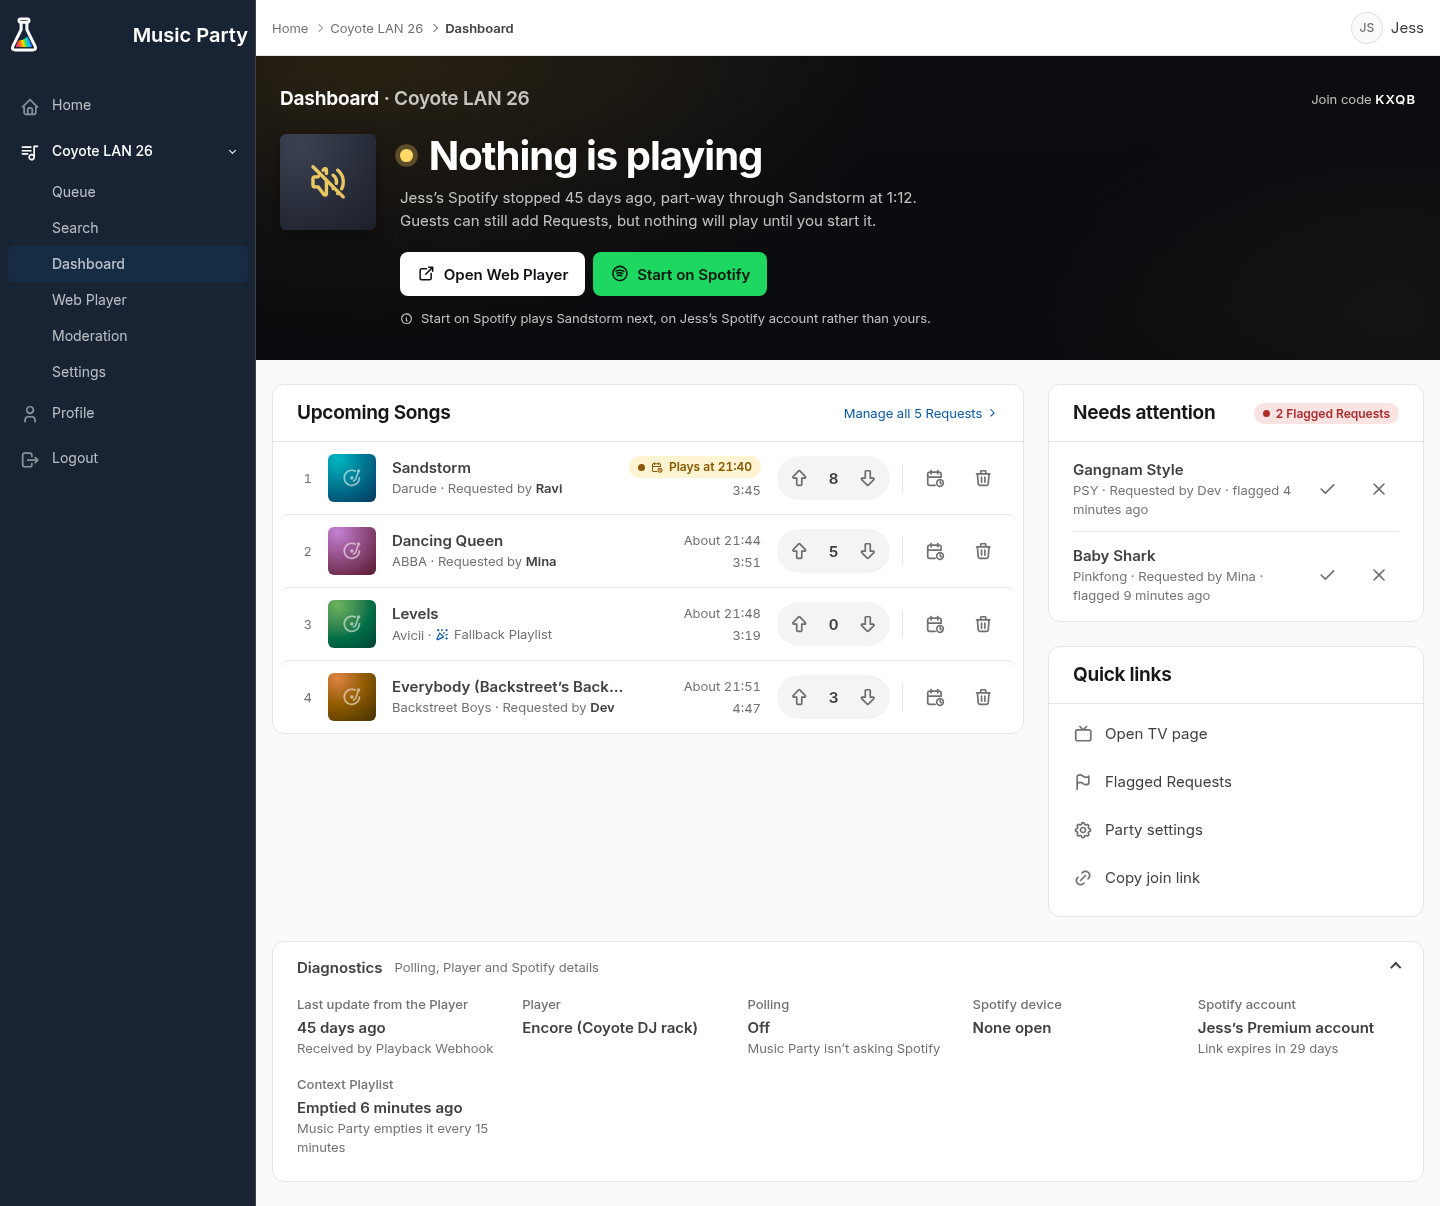 Music Party
Home
Coyote LAN 26
Queue
Search
Dashboard
Web Player
Moderation
Settings
Profile
Logout
Home > Coyote LAN 26 > Dashboard
JS Jess
Dashboard · Coyote LAN 26
Join code KXQB
Nothing is playing
Jess’s Spotify stopped 45 days ago, part-way through Sandstorm at 1:12.
Guests can still add Requests, but nothing will play until you start it.
Open Web Player
Start on Spotify
Start on Spotify plays Sandstorm next, on Jess’s Spotify account rather than yours.
Upcoming Songs
Manage all 5 Requests
1
Sandstorm
Darude · Requested by Ravi
Plays at 21:40
3:45
8
2
Dancing Queen
ABBA · Requested by Mina
About 21:44
3:51
5
3
Levels
Avicii · Fallback Playlist
About 21:48
3:19
0
4
Everybody (Backstreet’s Back...
Backstreet Boys · Requested by Dev
About 21:51
4:47
3
Needs attention
2 Flagged Requests
Gangnam Style
PSY · Requested by Dev · flagged 4
minutes ago
Baby Shark
Pinkfong · Requested by Mina ·
flagged 9 minutes ago
Quick links
Open TV page
Flagged Requests
Party settings
Copy join link
Diagnostics
Polling, Player and Spotify details
Last update from the Player
45 days ago
Received by Playback Webhook
Player
Encore (Coyote DJ rack)
Polling
Off
Music Party isn’t asking Spotify
Spotify device
None open
Spotify account
Jess’s Premium account
Link expires in 29 days
Context Playlist
Emptied 6 minutes ago
Music Party empties it every 15
minutes